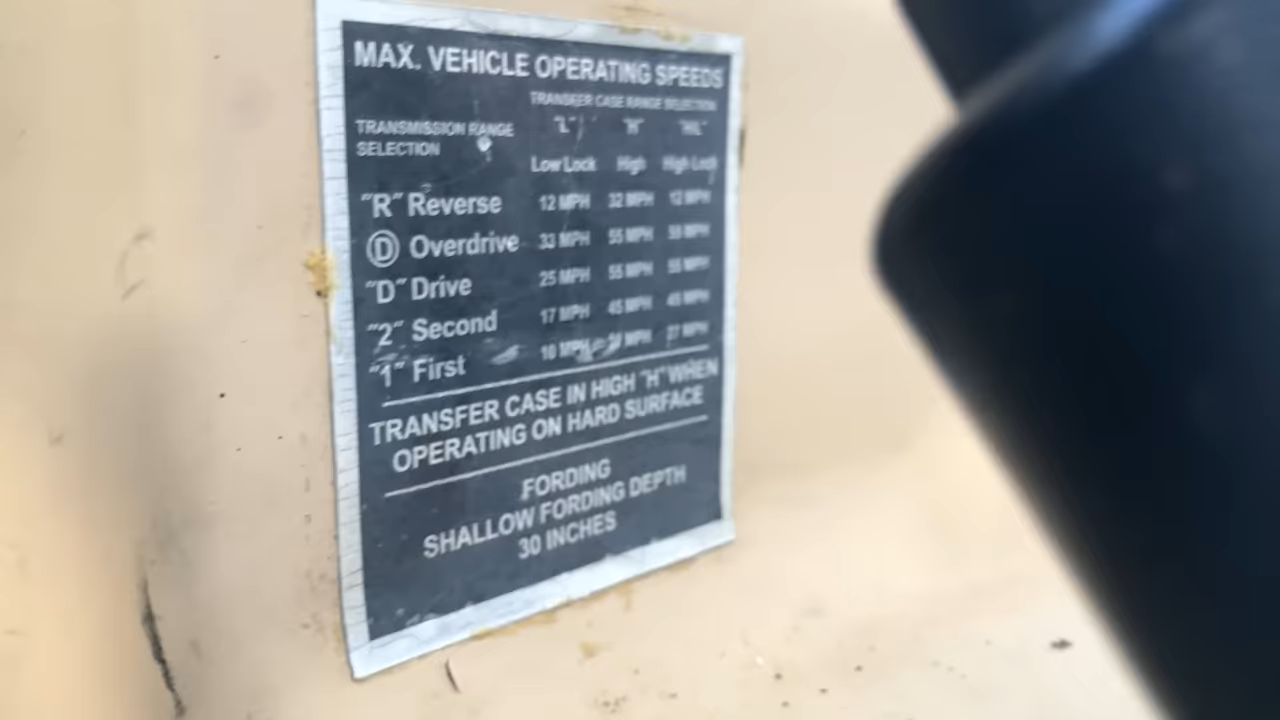 MAX. VEHICLE OPERATING SPEEDS
TRANSFER CASE RANGE SELECTION
TRANSMISSION RANGE SELECTION
"L" "H" "H/L"
Low Lock High High Lock
"R" Reverse 12 MPH 32 MPH 12 MPH
D Overdrive 33 MPH 55 MPH 55 MPH
"D" Drive 25 MPH 55 MPH 55 MPH
"2" Second 17 MPH 45 MPH 45 MPH
"1" First 10 MPH MPH 27 MPH
TRANSFER CASE IN HIGH "H" WHEN
OPERATING ON HARD SURFACE
FORDING
SHALLOW FORDING DEPTH
30 INCHES